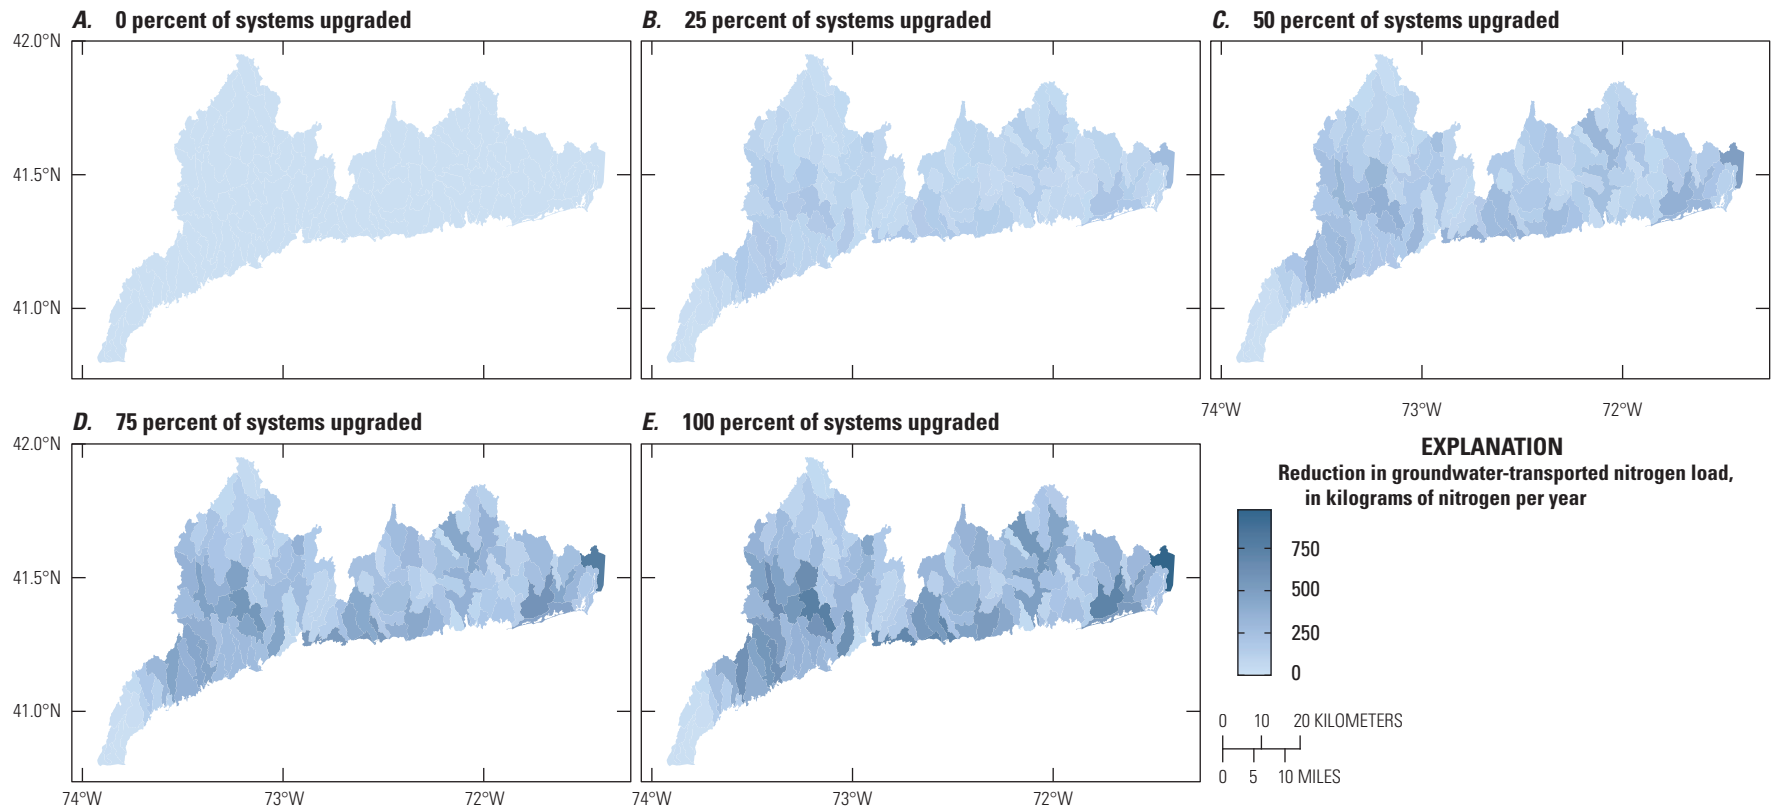 A. 0 percent of systems upgraded
B. 25 percent of systems upgraded
C. 50 percent of systems upgraded
42.0°N
41.5°N
41.0°N
74°W
73°W
72°W
D. 75 percent of systems upgraded
E. 100 percent of systems upgraded
42.0°N
41.5°N
41.0°N
74°W
73°W
72°W
74°W
73°W
72°W
EXPLANATION
Reduction in groundwater-transported nitrogen load,
in kilograms of nitrogen per year
750
500
250
0
0 10 20 KILOMETERS
0 5 10 MILES